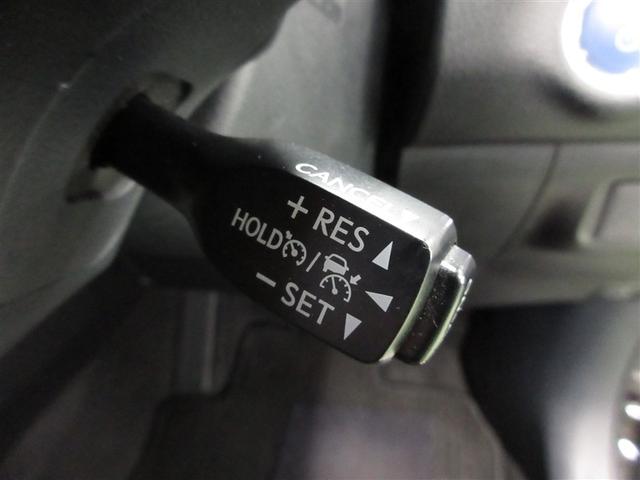 CANCEL
+ RES
HOLD /
– SET